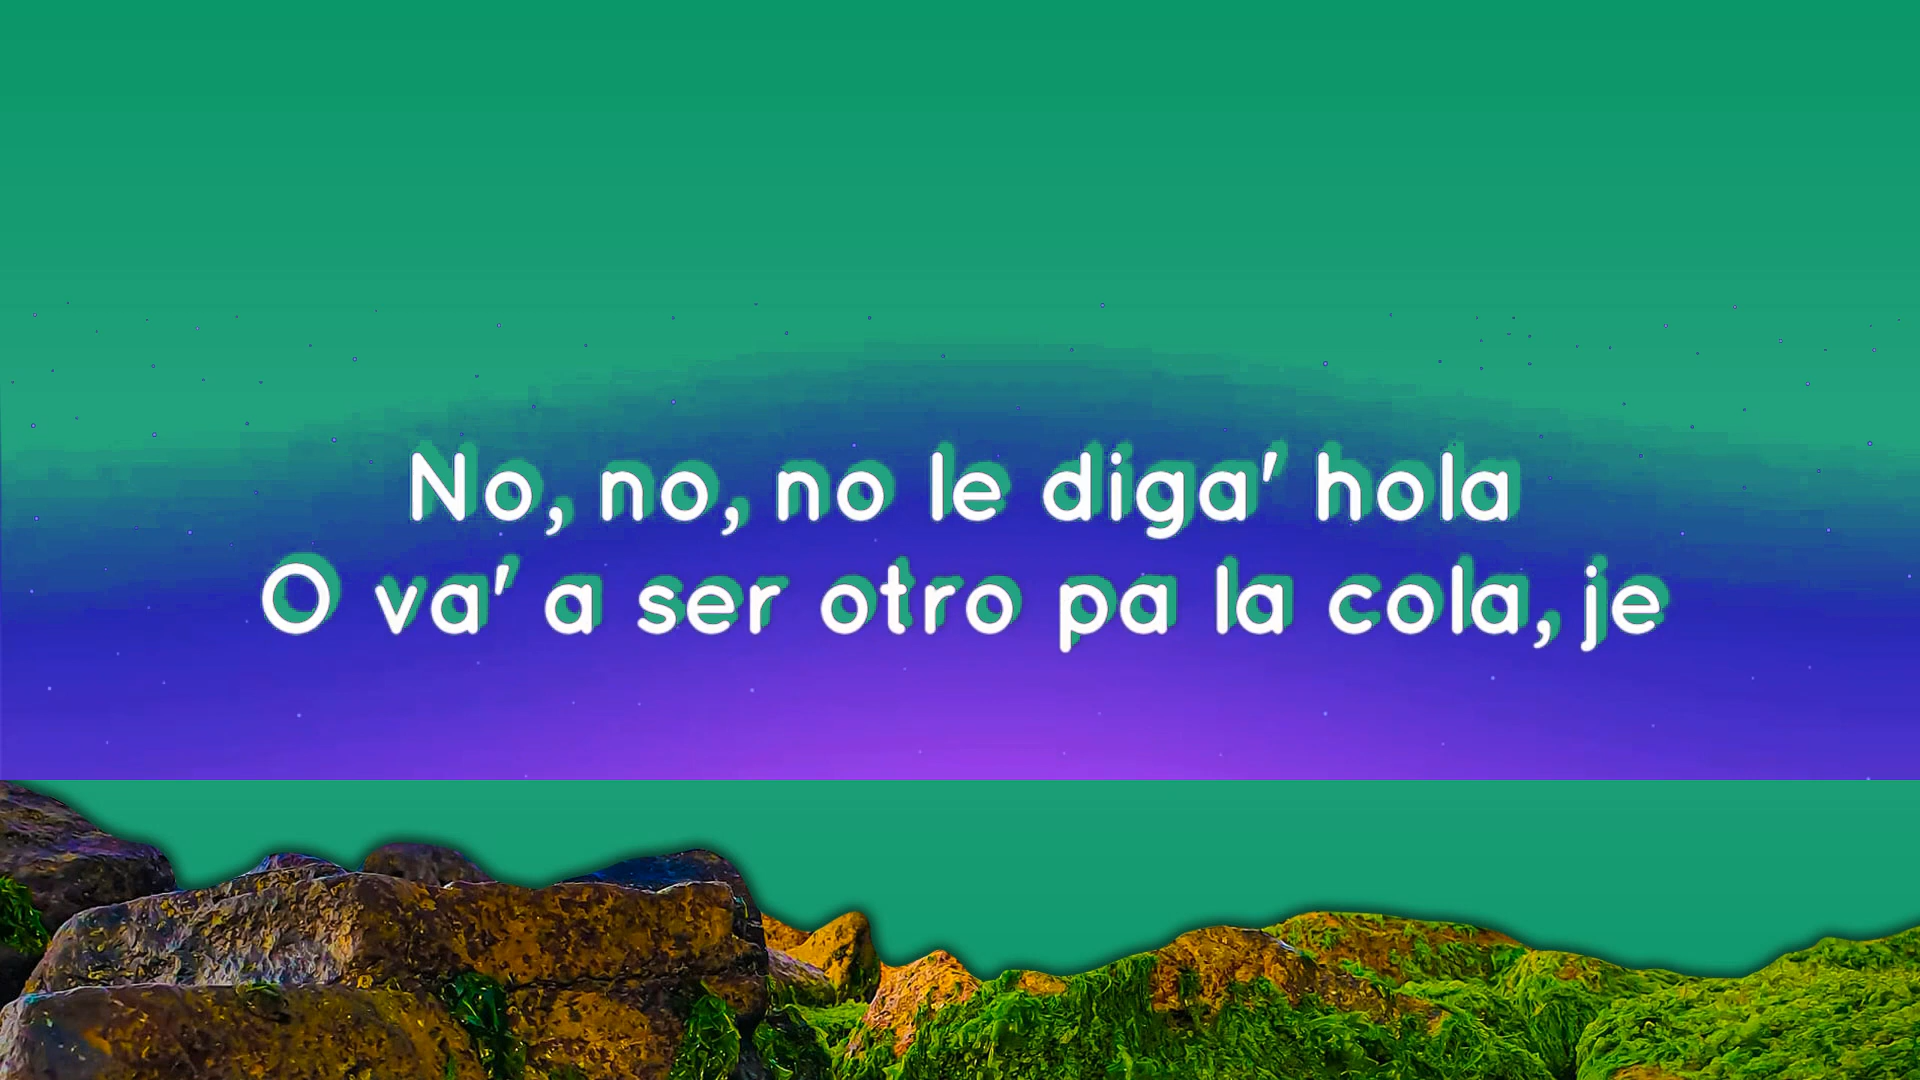 No, no, no le diga' hola
O va' a ser otro pa la cola, je